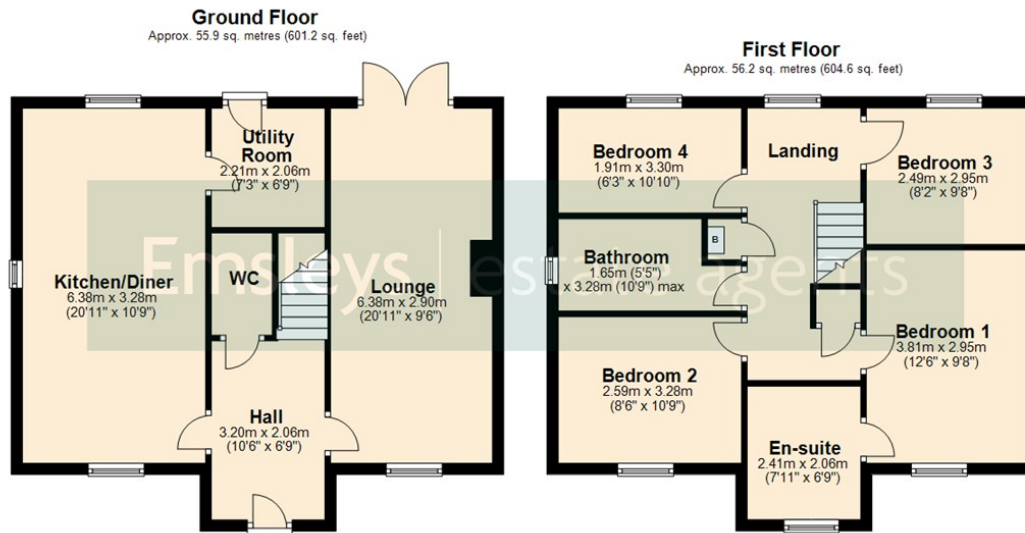 Ground Floor
Approx. 55.9 sq. metres (601.2 sq. feet)
Utility
Room
2.21m x 2.06m
(7'3" x 6'9")
WC
Kitchen/Diner
6.38m x 3.28m
(20'11" x 10'9")
Lounge
6.38m x 2.90m
(20'11" x 9'6")
Hall
3.20m x 2.06m
(10'6" x 6'9")
First Floor
Approx. 56.2 sq. metres (604.6 sq. feet)
Bedroom 4
1.91m x 3.30m
(6'3" x 10'10")
Landing
Bedroom 3
2.49m x 2.95m
(8'2" x 9'8")
B
Bathroom
1.65m (5'5")
x 3.28m (10'9") max
Bedroom 1
3.81m x 2.95m
(12'6" x 9'8")
Bedroom 2
2.59m x 3.28m
(8'6" x 10'9")
En-suite
2.41m x 2.06m
(7'11" x 6'9")
Emsleys | estate agents